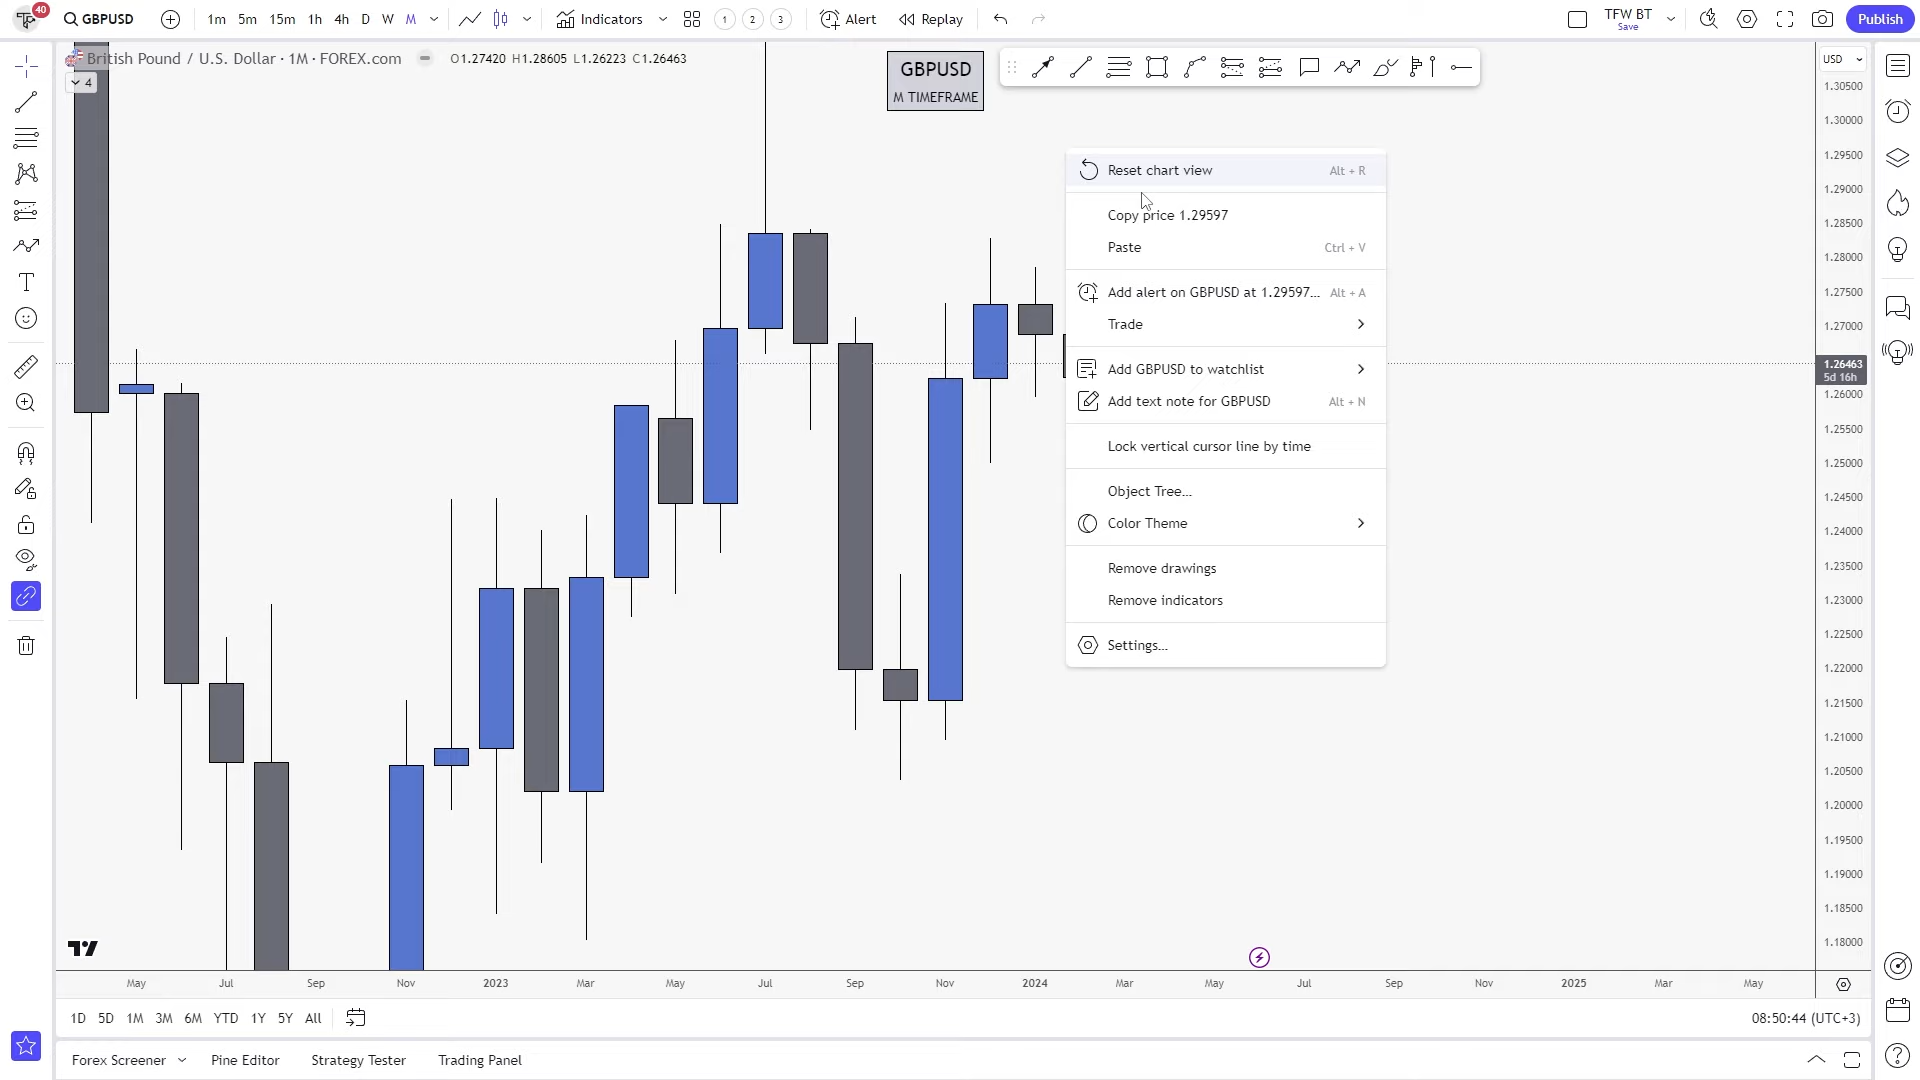 40
GBPUSD
1m 5m 15m 1h 4h D W M
Indicators
1 2 3
Alert
Replay
TFW BT
Save
Publish
British Pound / U.S. Dollar · 1M · FOREX.com
O1.27420 H1.28605 L1.26223 C1.26463
4
GBPUSD
M TIMEFRAME
USD
1.30500
1.30000
1.29500
1.29000
1.28500
1.28000
1.27500
1.27000
1.26463
5d 16h
1.26000
1.25500
1.25000
1.24500
1.24000
1.23500
1.23000
1.22500
1.22000
1.21500
1.21000
1.20500
1.20000
1.19500
1.19000
1.18500
1.18000
Reset chart view Alt + R
Copy price 1.29597
Paste Ctrl + V
Add alert on GBPUSD at 1.29597... Alt + A
Trade
Add GBPUSD to watchlist
Add text note for GBPUSD Alt + N
Lock vertical cursor line by time
Object Tree...
Color Theme
Remove drawings
Remove indicators
Settings...
May Jul Sep Nov 2023 Mar May Jul Sep Nov 2024 Mar May Jul Sep Nov 2025 Mar May
1D 5D 1M 3M 6M YTD 1Y 5Y All
08:50:44 (UTC+3)
Forex Screener Pine Editor Strategy Tester Trading Panel